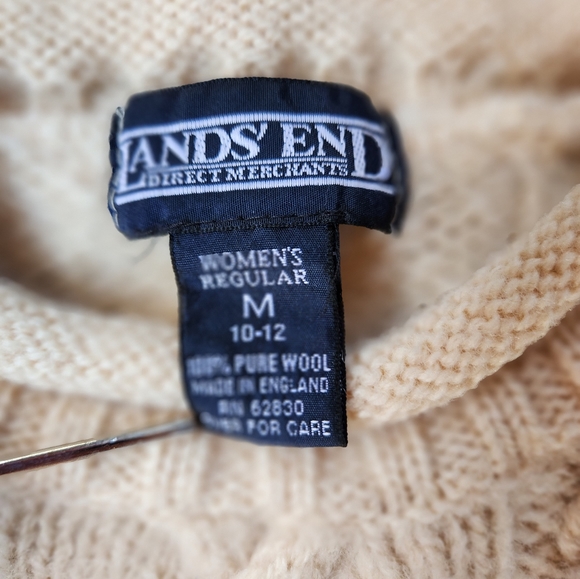 LANDS' END
DIRECT MERCHANTS
WOMEN'S
REGULAR
M
10-12
100% PURE WOOL
MADE IN ENGLAND
RN 62830
FOR CARE